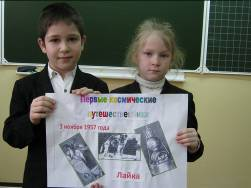 Первые космические
путешественники
3 ноября 1957 года
Лайка